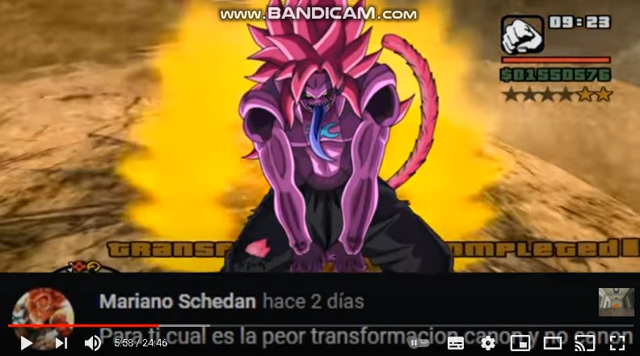 www.BANDICAM.com
09:23
$01550576
Mariano Schedan hace 2 días
Para ti cual es la peor transformacion canon y no canon
5:53 / 24:46